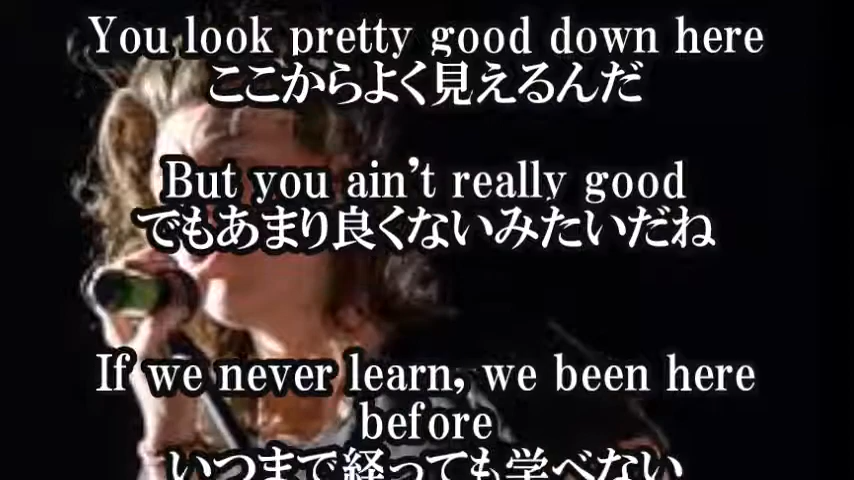 You look pretty good down here
ここからよく見えるんだ
But you ain't really good
でもあまり良くないみたいだね
If we never learn, we been here
before
いつまで経っても学べない